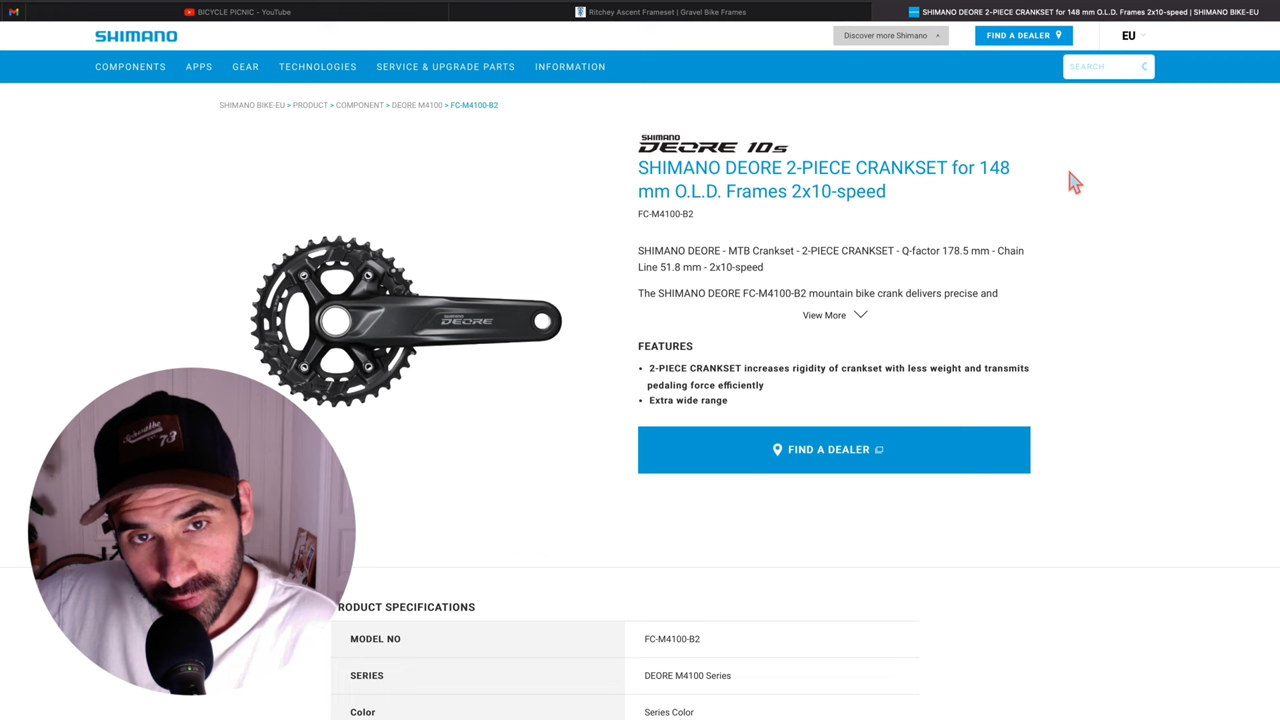 BICYCLE PICNIC - YouTube
Ritchey Ascent Frameset | Gravel Bike Frames
SHIMANO DEORE 2-PIECE CRANKSET for 148 mm O.L.D. Frames 2x10-speed | SHIMANO BIKE-EU
SHIMANO
Discover more Shimano
FIND A DEALER
EU
COMPONENTS
APPS
GEAR
TECHNOLOGIES
SERVICE & UPGRADE PARTS
INFORMATION
SEARCH
SHIMANO BIKE-EU > PRODUCT > COMPONENT > DEORE M4100 > FC-M4100-B2
SHIMANO
DEORE 10s
SHIMANO DEORE 2-PIECE CRANKSET for 148
mm O.L.D. Frames 2x10-speed
FC-M4100-B2
SHIMANO DEORE - MTB Crankset - 2-PIECE CRANKSET - Q-factor 178.5 mm - Chain
Line 51.8 mm - 2x10-speed
The SHIMANO DEORE FC-M4100-B2 mountain bike crank delivers precise and
View More
FEATURES
• 2-PIECE CRANKSET increases rigidity of crankset with less weight and transmits
pedaling force efficiently
• Extra wide range
FIND A DEALER
DEORE
Schwalbe
73
RODUCT SPECIFICATIONS
MODEL NO
FC-M4100-B2
SERIES
DEORE M4100 Series
Color
Series Color